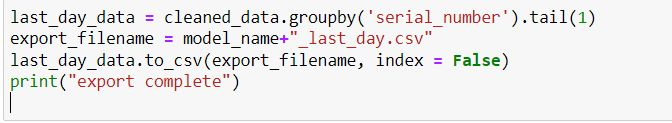 last_day_data = cleaned_data.groupby('serial_number').tail(1)
export_filename = model_name+"_last_day.csv"
last_day_data.to_csv(export_filename, index = False)
print("export complete")